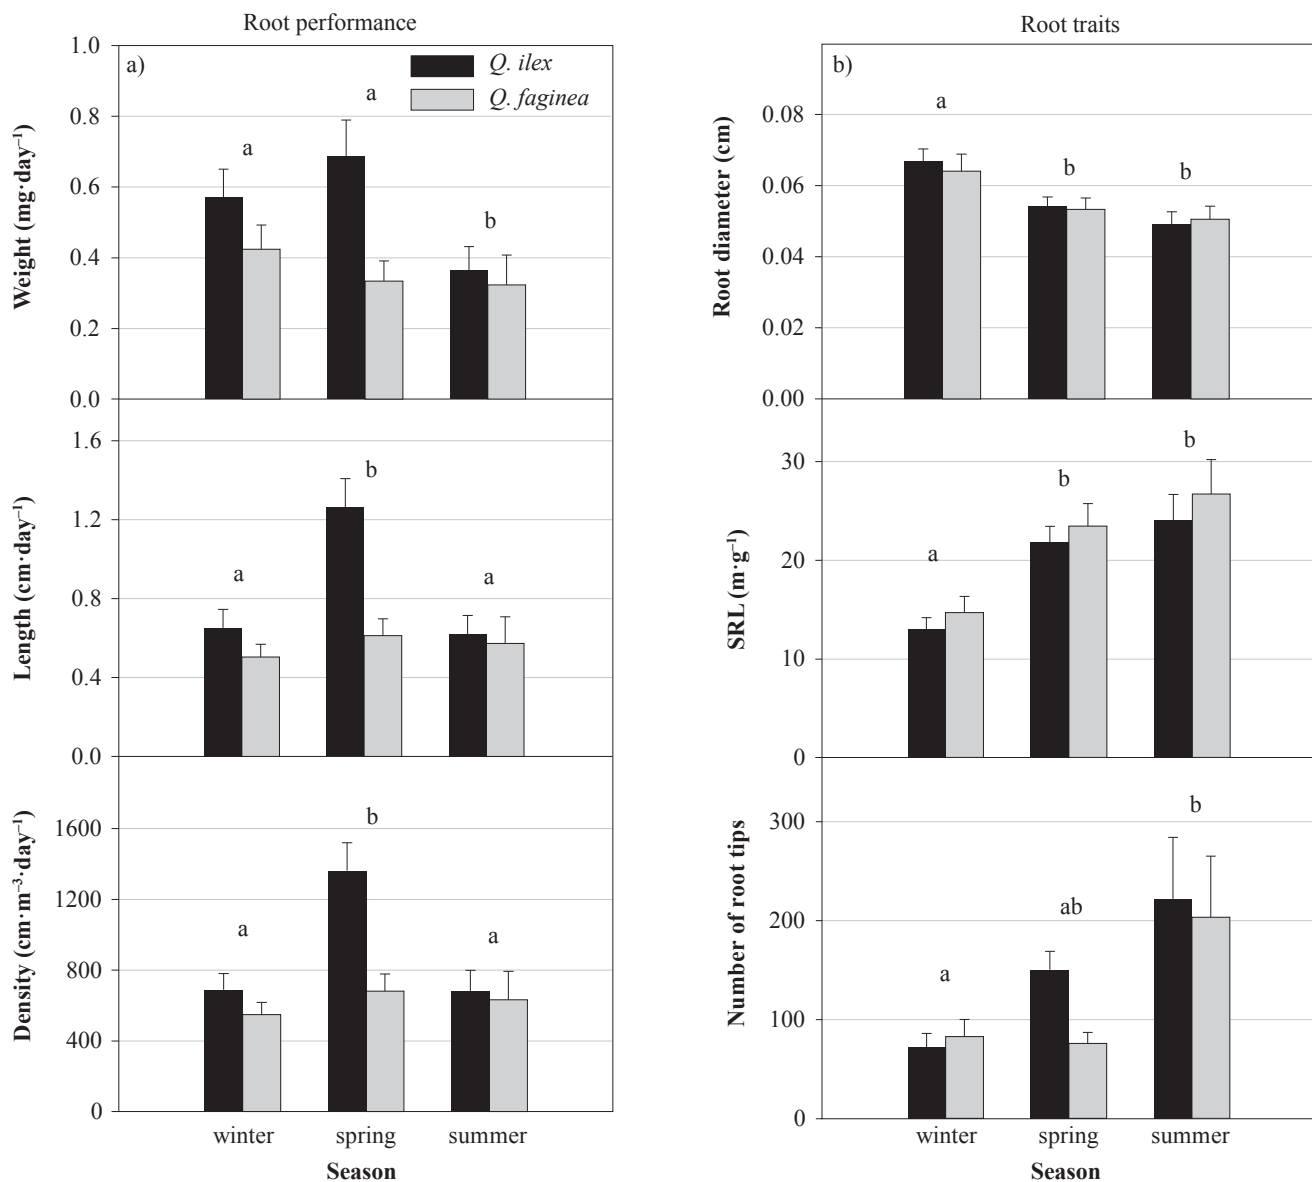 Root performance
a)
Q. ilex
Q. faginea
Weight (mg·day⁻¹)
1.0
0.8
0.6
0.4
0.2
0.0
a
a
b
Length (cm·day⁻¹)
1.6
1.2
0.8
0.4
0.0
a
b
a
Density (cm·m⁻³·day⁻¹)
1600
1200
800
400
0
a
b
a
winter
spring
summer
Season
Root traits
b)
Root diameter (cm)
0.08
0.06
0.04
0.02
0.00
a
b
b
SRL (m·g⁻¹)
30
20
10
0
a
b
b
Number of root tips
300
200
100
0
a
ab
b
winter
spring
summer
Season